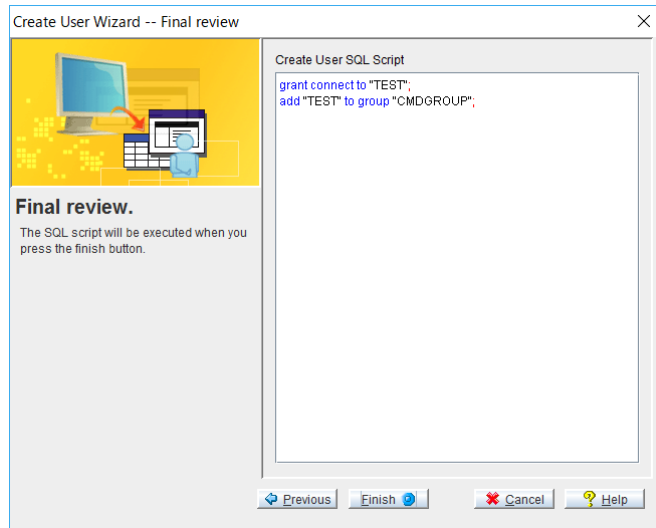 Create User Wizard -- Final review
Create User SQL Script
grant connect to "TEST";
add "TEST" to group "CMDGROUP";
Final review.
The SQL script will be executed when you
press the finish button.
Previous
Finish
Cancel
Help